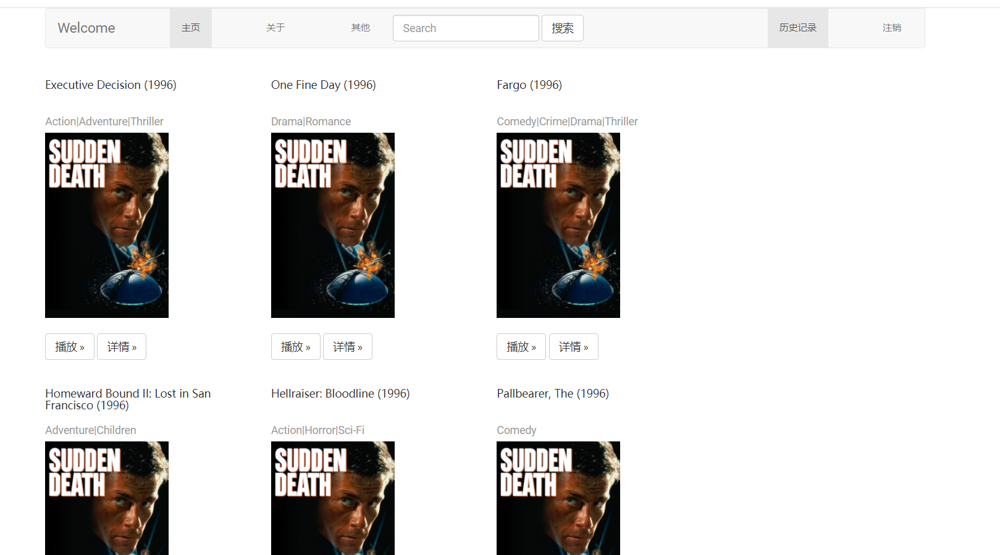 Welcome 主页 关于 其他 Search 搜索 历史记录 注销
Executive Decision (1996)
Action|Adventure|Thriller
SUDDEN
DEATH
播放 » 详情 »
One Fine Day (1996)
Drama|Romance
SUDDEN
DEATH
播放 » 详情 »
Fargo (1996)
Comedy|Crime|Drama|Thriller
SUDDEN
DEATH
播放 » 详情 »
Homeward Bound II: Lost in San
Francisco (1996)
Adventure|Children
SUDDEN
DEATH
Hellraiser: Bloodline (1996)
Action|Horror|Sci-Fi
SUDDEN
DEATH
Pallbearer, The (1996)
Comedy
SUDDEN
DEATH